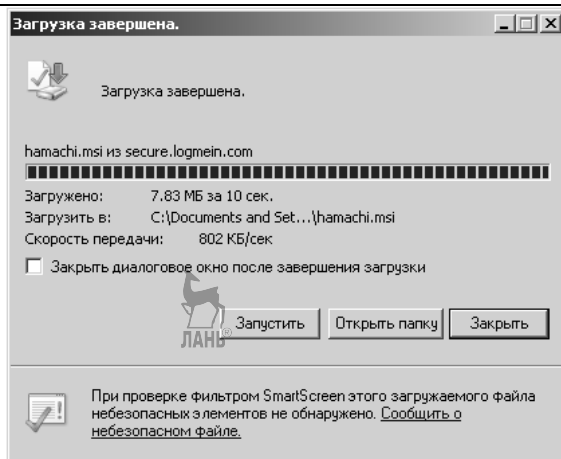 Загрузка завершена.
Загрузка завершена.
hamachi.msi из secure.logmein.com
Загружено: 7.83 МБ за 10 сек.
Загрузить в: C:\Documents and Set...\hamachi.msi
Скорость передачи: 802 КБ/сек
Закрыть диалоговое окно после завершения загрузки
Запустить Открыть папку Закрыть
ЛАНЬ®
При проверке фильтром SmartScreen этого загружаемого файла
небезопасных элементов не обнаружено. Сообщить о
небезопасном файле.